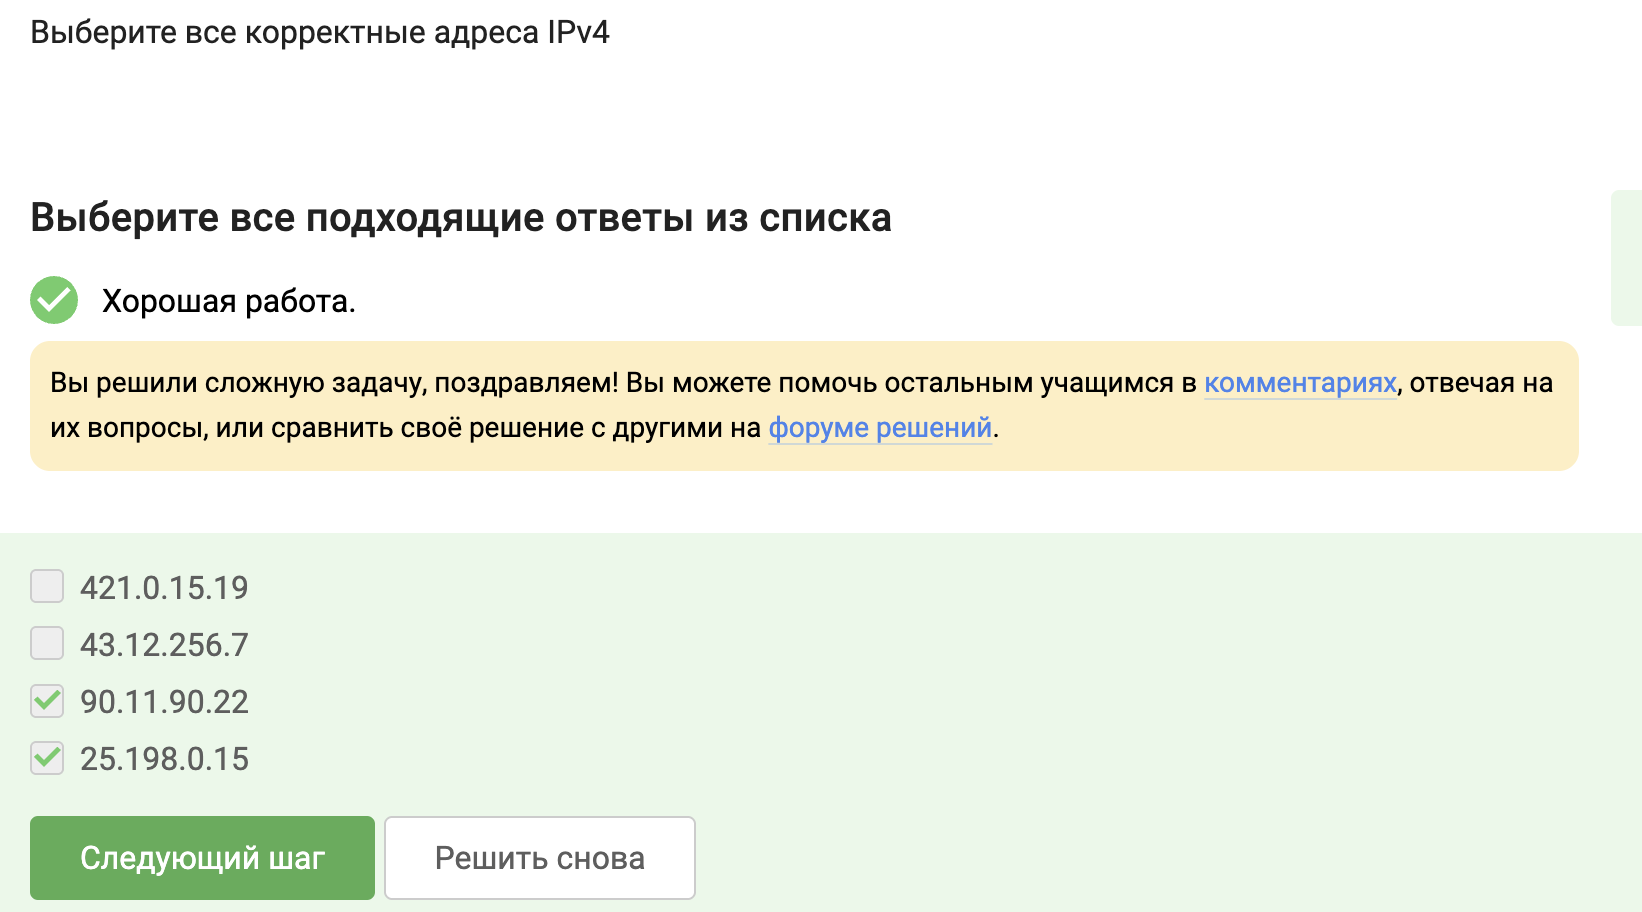 Выберите все корректные адреса IPv4
Выберите все подходящие ответы из списка
Хорошая работа.
Вы решили сложную задачу, поздравляем! Вы можете помочь остальным учащимся в комментариях, отвечая на
их вопросы, или сравнить своё решение с другими на форуме решений.
421.0.15.19
43.12.256.7
90.11.90.22
25.198.0.15
Следующий шаг
Решить снова